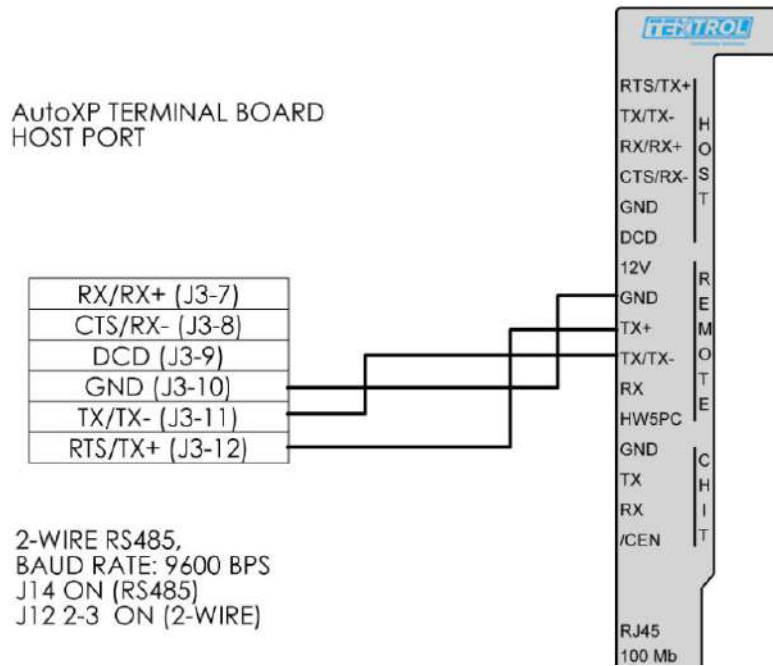 TEXTROL
AutoXP TERMINAL BOARD
HOST PORT
RTS/TX+
TX/TX-
RX/RX+
CTS/RX-
GND
DCD
HOST
12V
GND
TX+
TX/TX-
RX
HW5PC
REMOTE
GND
TX
RX
/CEN
CHIT
RJ45
100 Mb
RX/RX+ (J3-7)
CTS/RX- (J3-8)
DCD (J3-9)
GND (J3-10)
TX/TX- (J3-11)
RTS/TX+ (J3-12)
2-WIRE RS485,
BAUD RATE: 9600 BPS
J14 ON (RS485)
J12 2-3 ON (2-WIRE)